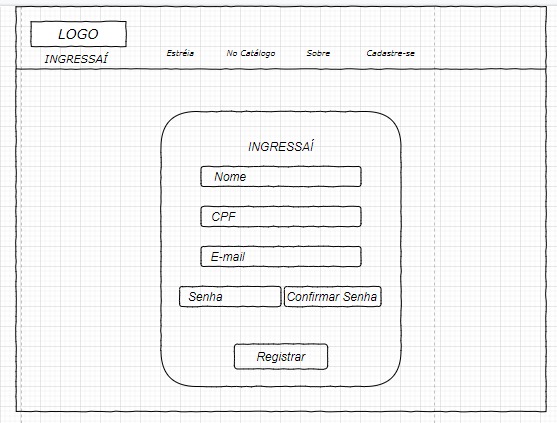 LOGO
INGRESSAÍ
Estréia No Catálogo Sobre Cadastre-se
INGRESSAÍ
Nome
CPF
E-mail
Senha Confirmar Senha
Registrar